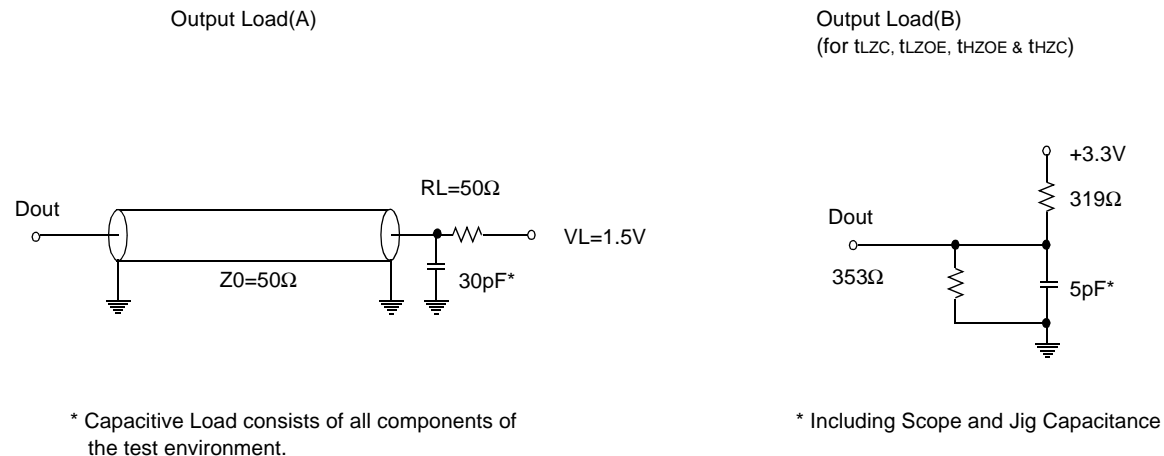 Output Load(A)
Dout
Z0=50Ω
RL=50Ω
30pF*
VL=1.5V
* Capacitive Load consists of all components of
the test environment.
Output Load(B)
(for tLZC, tLZOE, tHZOE & tHZC)
+3.3V
319Ω
Dout
353Ω
5pF*
* Including Scope and Jig Capacitance